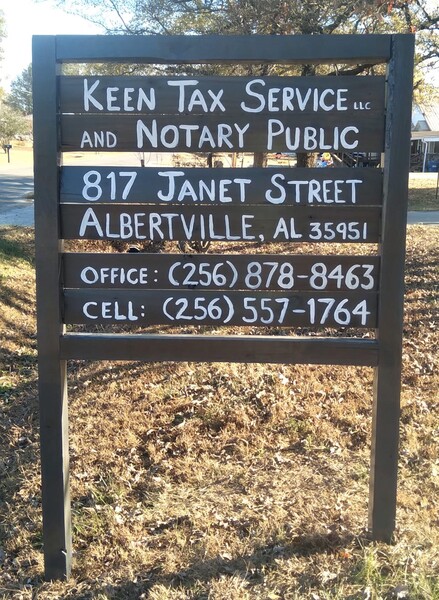 KEEN TAX SERVICE LLC
AND NOTARY PUBLIC
817 JANET STREET
ALBERTVILLE, AL 35951
OFFICE: (256) 878-8463
CELL: (256) 557-1764